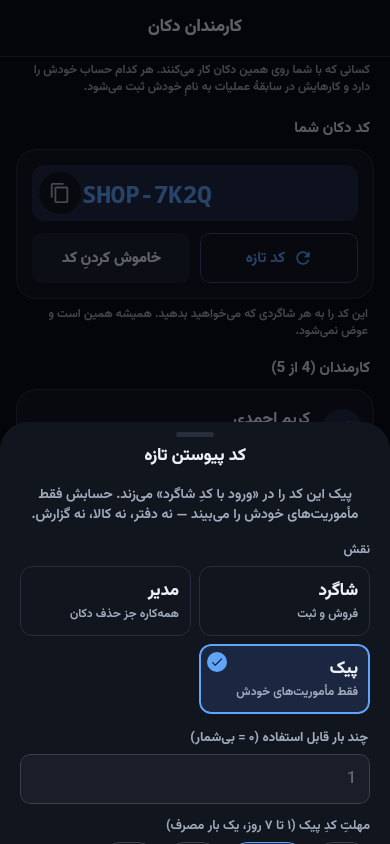 کارمندان دکان
کسانی که با شما روی همین دکان کار می‌کنند. هر کدام حساب خودش را
دارد و کارهایش در سابقهٔ عملیات به نامِ خودش ثبت می‌شود.
کد دکان شما
SHOP-7K2Q
کد تازه
خاموش کردنِ کد
این کد را به هر شاگردی که می‌خواهید بدهید. همیشه همین است و
عوض نمی‌شود.
کارمندان (4 از 5)
کریم احمدی
کد پیوستن تازه
پیک این کد را در «ورود با کدِ شاگرد» می‌زند. حسابش فقط
مأموریت‌های خودش را می‌بیند — نه دفتر، نه کالا، نه گزارش.
نقش
شاگرد
فروش و ثبت
مدیر
همه‌کاره جز حذف دکان
پیک
فقط مأموریت‌های خودش
چند بار قابل استفاده (۰ = بی‌شمار)
1
مهلتِ کدِ پیک (۱ تا ۷ روز، یک بار مصرف)